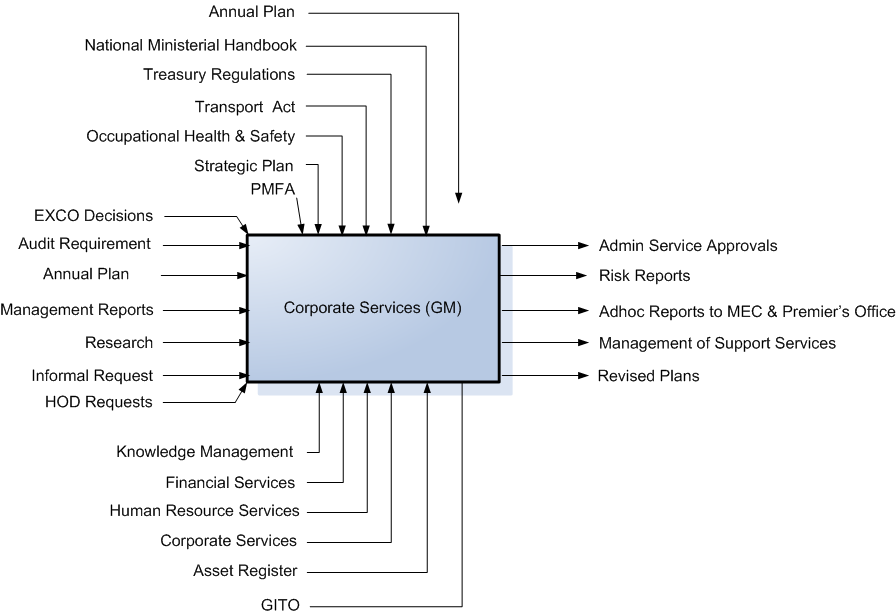 Annual Plan
National Ministerial Handbook
Treasury Regulations
Transport Act
Occupational Health & Safety
Strategic Plan
PMFA
EXCO Decisions
Audit Requirement
Annual Plan
Management Reports
Research
Informal Request
HOD Requests
Corporate Services (GM)
Admin Service Approvals
Risk Reports
Adhoc Reports to MEC & Premier's Office
Management of Support Services
Revised Plans
Knowledge Management
Financial Services
Human Resource Services
Corporate Services
Asset Register
GITO